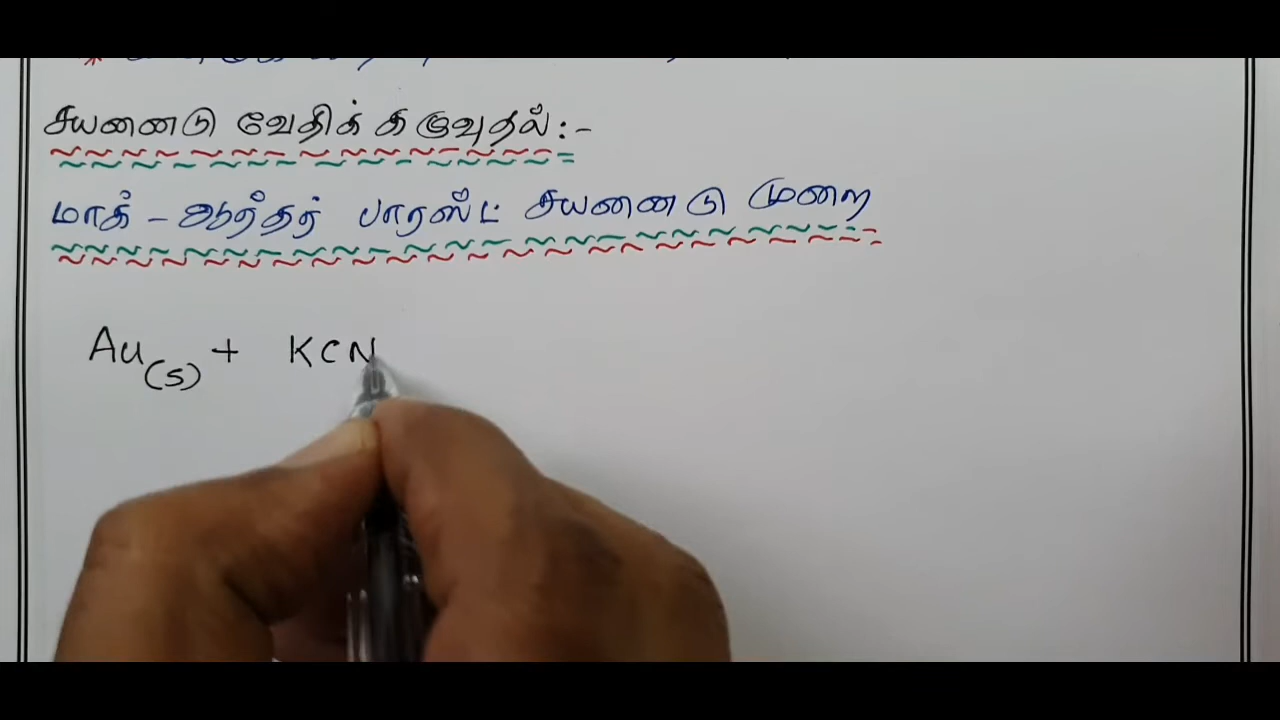 சயனைடு வேதிக் கழுவுதல்:-
மாக் - ஆர்தர் பாரஸ்ட் சயனைடு முறை
Au(s) + KCN